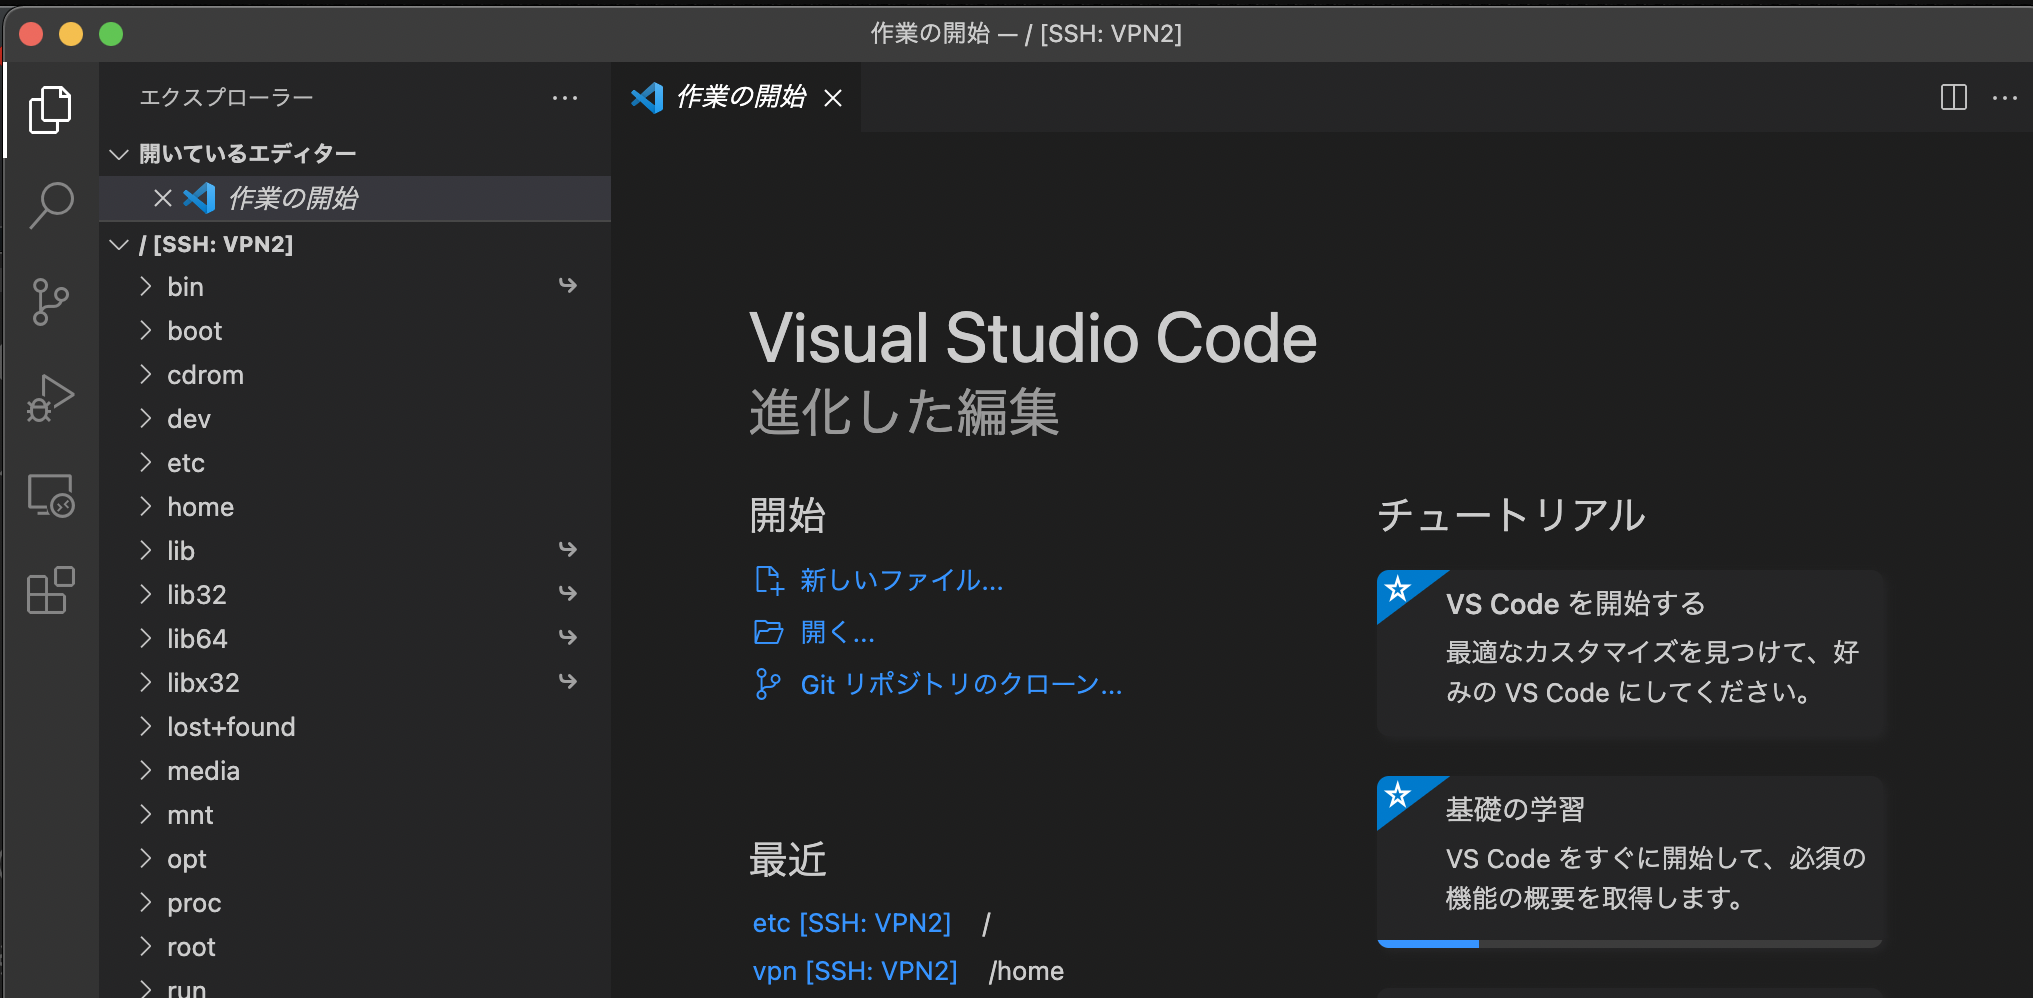 作業の開始 — / [SSH: VPN2]
エクスプローラー
開いているエディター
作業の開始
/ [SSH: VPN2]
bin
boot
cdrom
dev
etc
home
lib
lib32
lib64
libx32
lost+found
media
mnt
opt
proc
root
run
作業の開始
Visual Studio Code
進化した編集
開始
新しいファイル...
開く...
Git リポジトリのクローン...
最近
etc [SSH: VPN2] /
vpn [SSH: VPN2] /home
チュートリアル
VS Code を開始する
最適なカスタマイズを見つけて、好
みの VS Code にしてください。
基礎の学習
VS Code をすぐに開始して、必須の
機能の概要を取得します。